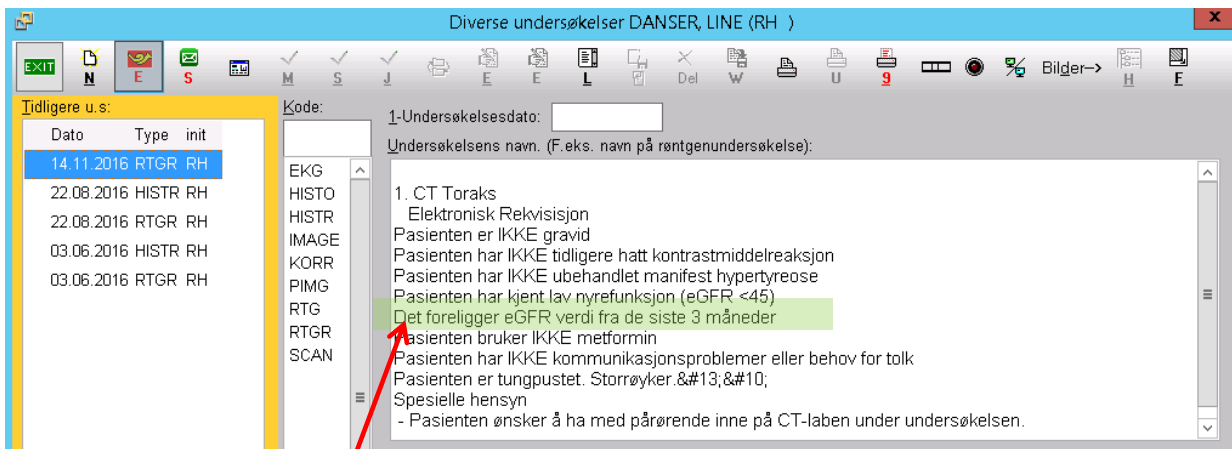 Diverse undersøkelser DANSER, LINE (RH )
x
EXIT N E S M S J E E L Del W U 9 Bilder--> H F
Tidligere u.s:
Dato Type init
14.11.2016 RTGR RH
22.08.2016 HISTR RH
22.08.2016 RTGR RH
03.06.2016 HISTR RH
03.06.2016 RTGR RH
Kode:
EKG
HISTO
HISTR
IMAGE
KORR
PIMG
RTG
RTGR
SCAN
1-Undersøkelsesdato:
Undersøkelsens navn. (F.eks. navn på røntgenundersøkelse):
1. CT Toraks
Elektronisk Rekvisisjon
Pasienten er IKKE gravid
Pasienten har IKKE tidligere hatt kontrastmiddelreaksjon
Pasienten har IKKE ubehandlet manifest hypertyreose
Pasienten har kjent lav nyrefunksjon (eGFR <45)
Det foreligger eGFR verdi fra de siste 3 måneder
Pasienten bruker IKKE metformin
Pasienten har IKKE kommunikasjonsproblemer eller behov for tolk
Pasienten er tungpustet. Storrøyker.&#13;&#10;
Spesielle hensyn
- Pasienten ønsker å ha med pårørende inne på CT-laben under undersøkelsen.